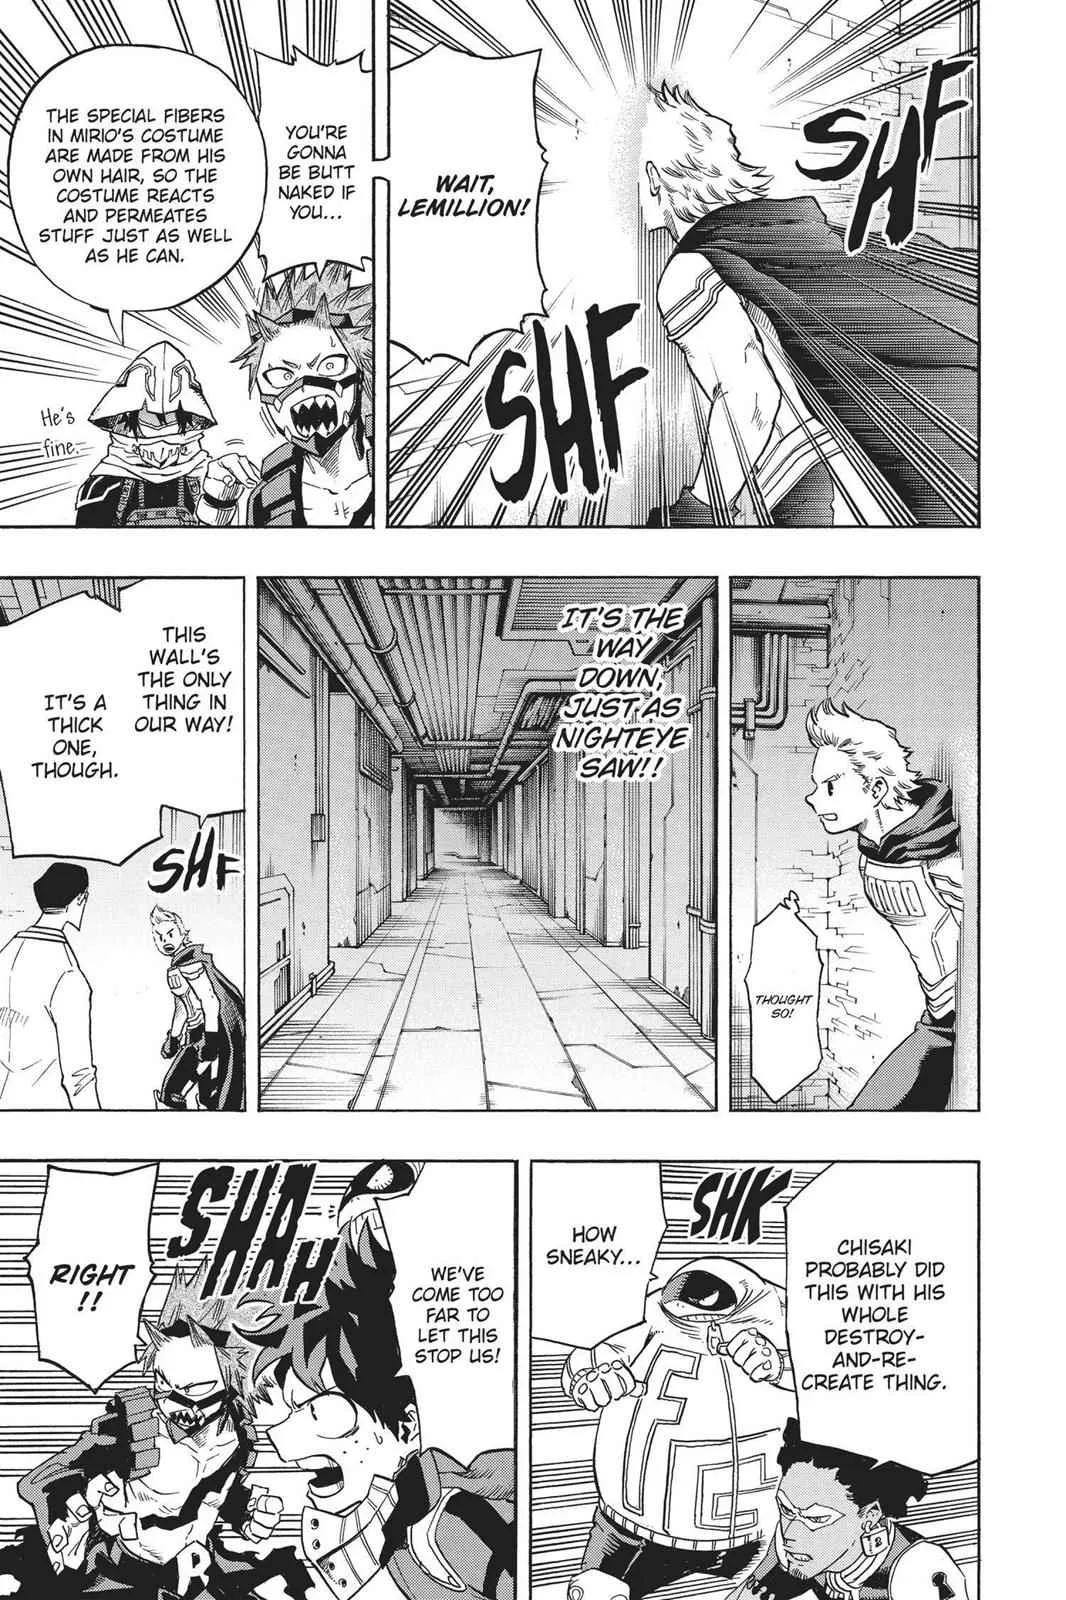 SHF
SHF
WAIT,
LEMILLION!
YOU'RE
GONNA
BE BUTT
NAKED IF
YOU...
THE SPECIAL FIBERS
IN MIRIO'S COSTUME
ARE MADE FROM HIS
OWN HAIR, SO THE
COSTUME REACTS
AND PERMEATES
STUFF JUST AS WELL
AS HE CAN.
He's
fine.
THOUGHT
SO!
IT'S THE
WAY
DOWN,
JUST AS
NIGHTEYE
SAW!!
THIS
WALL'S
THE ONLY
THING IN
OUR WAY!
IT'S A
THICK
ONE,
THOUGH.
SHF
CHISAKI
PROBABLY DID
THIS WITH HIS
WHOLE
DESTROY-
AND-RE-
CREATE THING.
SHK
HOW
SNEAKY...
F
G
WE'VE
COME TOO
FAR TO
LET THIS
STOP US!
SHAH
RIGHT
!!
R